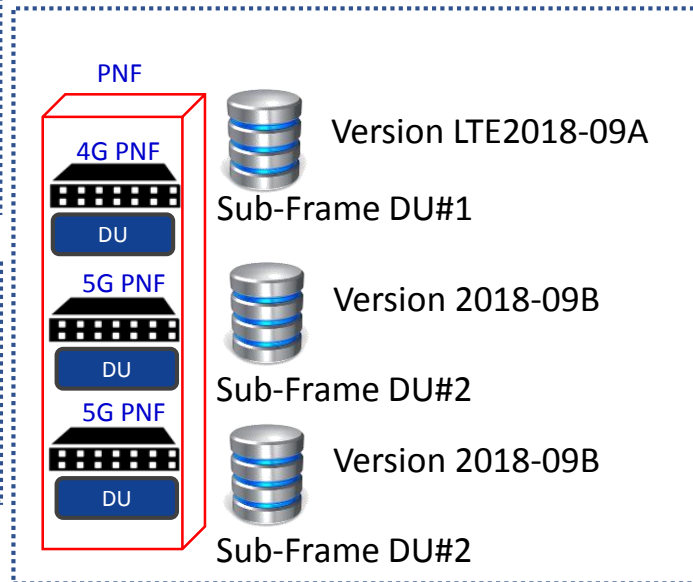 PNF
4G PNF
Version LTE2018-09A
Sub-Frame DU#1
DU
5G PNF
Version 2018-09B
DU
Sub-Frame DU#2
5G PNF
Version 2018-09B
DU
Sub-Frame DU#2